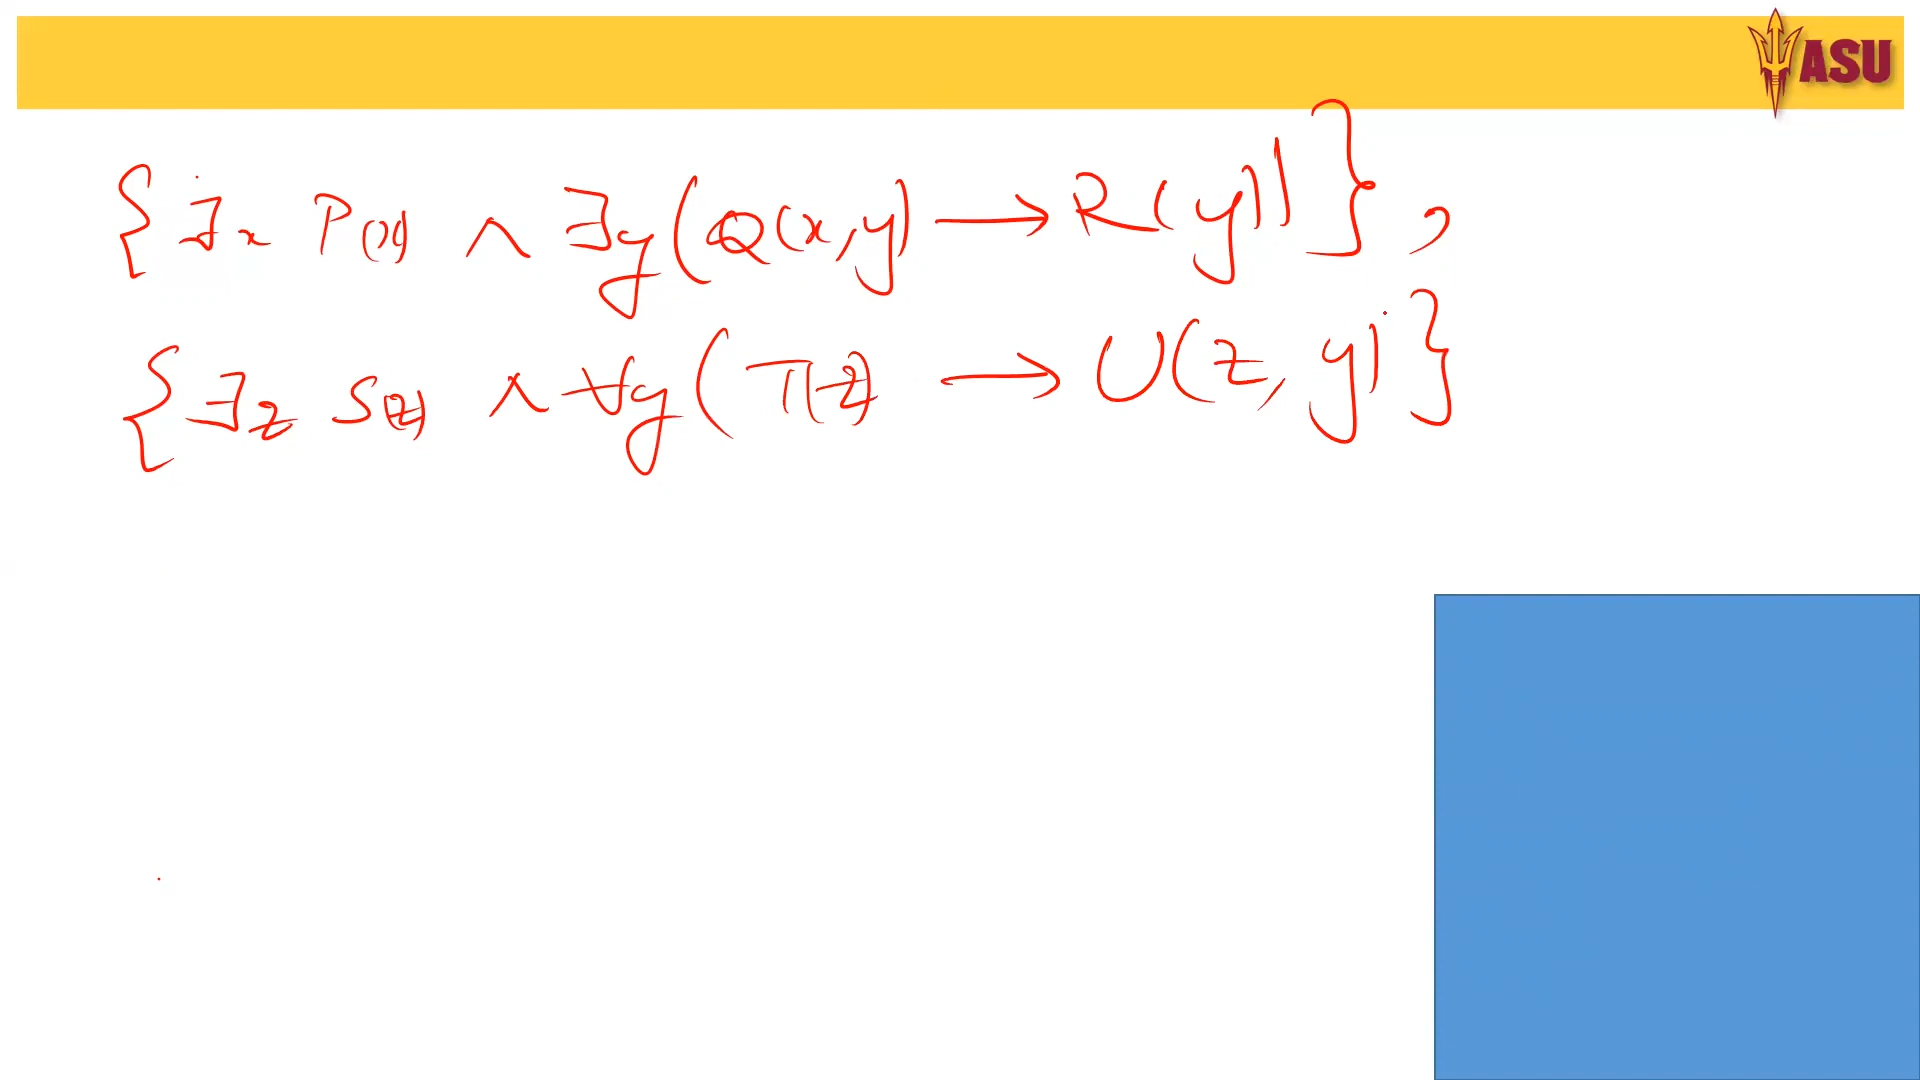 ASU
{∃x P(x) ∧ ∃y(Q(x,y) → R(y))},
{∃z S(z) ∧ ∀y(T(z) → U(z,y)}